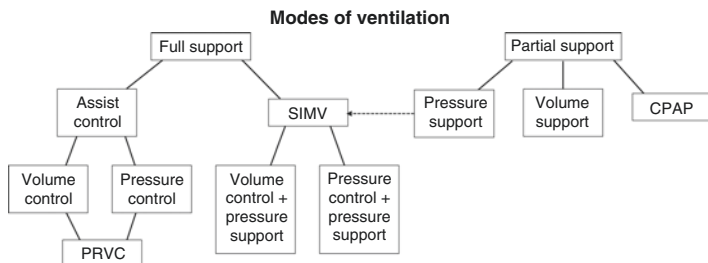 Modes of ventilation
Full support
Partial support
Assist
control
SIMV
Pressure
support
Volume
support
CPAP
Volume
control
Pressure
control
Volume
control +
pressure
support
Pressure
control +
pressure
support
PRVC